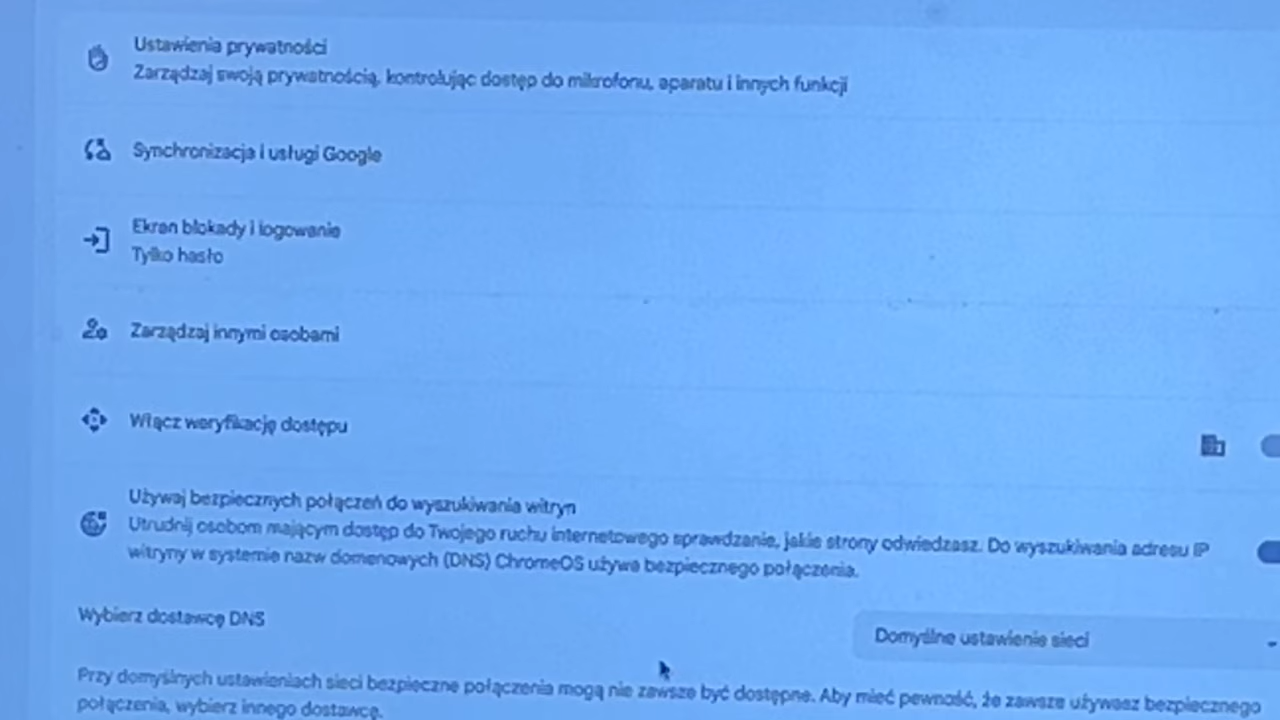 Ustawienia prywatności
Zarządzaj swoją prywatnością, kontrolując dostęp do mikrofonu, aparatu i innych funkcji
Synchronizacja i usługi Google
Ekran blokady i logowanie
Tylko hasło
Zarządzaj innymi osobami
Włącz weryfikację dostępu
Używaj bezpiecznych połączeń do wyszukiwania witryn
Utrudnij osobom mającym dostęp do Twojego ruchu internetowego sprawdzanie, jakie strony odwiedzasz. Do wyszukiwania adresu IP
witryny w systemie nazw domenowych (DNS) ChromeOS używa bezpiecznego połączenia.
Wybierz dostawcę DNS
Domyślne ustawienie sieci
Przy domyślnych ustawieniach sieci bezpieczne połączenia mogą nie zawsze być dostępne. Aby mieć pewność, że zawsze używasz bezpiecznego
połączenia, wybierz innego dostawcę.